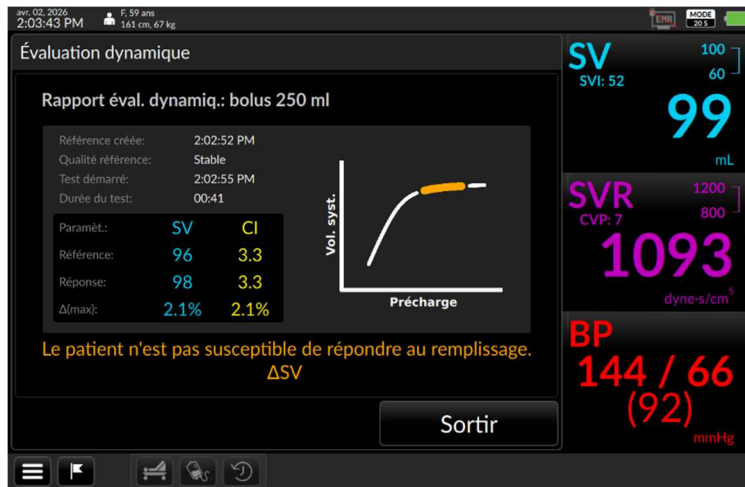 avr. 02, 2026
2:03:43 PM
F, 59 ans
161 cm, 67 kg
EMR
MODE
20 S
Évaluation dynamique
Rapport éval. dynamiq.: bolus 250 ml
Référence créée: 2:02:52 PM
Qualité référence: Stable
Test démarré: 2:02:55 PM
Durée du test: 00:41
Paramèt.: SV CI
Référence: 96 3.3
Réponse: 98 3.3
Δ(max): 2.1% 2.1%
Vol. syst.
Précharge
Le patient n'est pas susceptible de répondre au remplissage.
ΔSV
Sortir
SV 100
SVI: 52 60
99
mL
SVR 1200
CVP: 7 800
1093
dyne·s/cm⁵
BP
144 / 66
(92)
mmHg